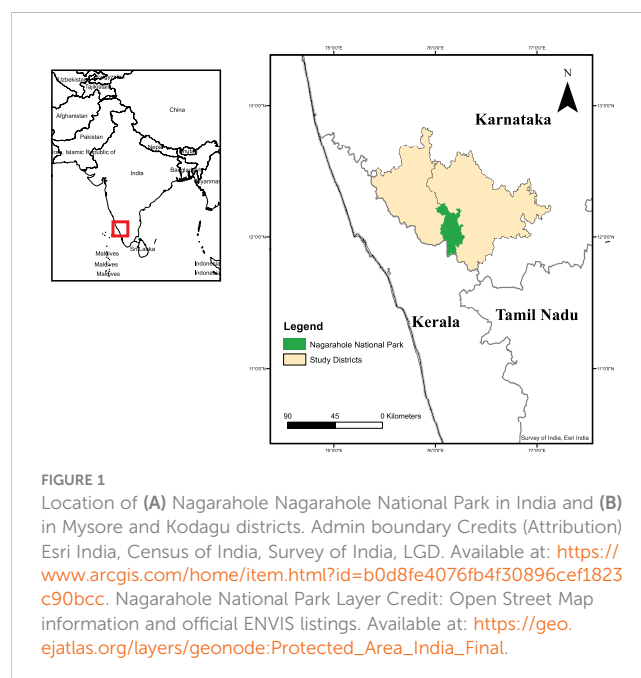 Uzbekistan
Tajikistan
China
Afghanistan
Pakistan
Islamic Republic of
Nepal
Bhutan
India
Bangladesh
Myanmar
Sri Lanka
Maldives
Maldives
Maldives
Indonesia
Indonesia
75°0'0"E 76°0'0"E 77°0'0"E
N
13°0'0"N 13°0'0"N
Karnataka
12°0'0"N 12°0'0"N
Kerala
Tamil Nadu
Legend
Nagarahole National Park
Study Districts
11°0'0"N 11°0'0"N
90 45 0 Kilometers
Survey of India, Esri India
75°0'0"E 76°0'0"E 77°0'0"E
FIGURE 1
Location of (A) Nagarahole Nagarahole National Park in India and (B)
in Mysore and Kodagu districts. Admin boundary Credits (Attribution)
Esri India, Census of India, Survey of India, LGD. Available at: https://
www.arcgis.com/home/item.html?id=b0d8fe4076fb4f30896cef1823
c90bcc. Nagarahole National Park Layer Credit: Open Street Map
information and official ENVIS listings. Available at: https://geo.
ejatlas.org/layers/geonode:Protected_Area_India_Final.